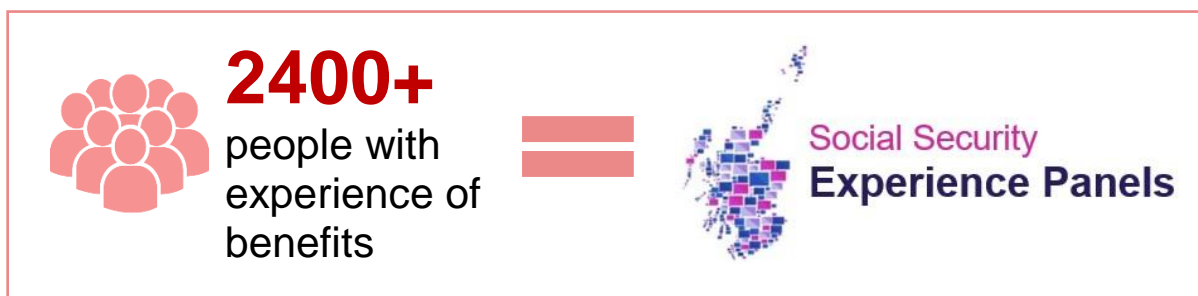 2400+
people with
experience of
benefits
Social Security
Experience Panels